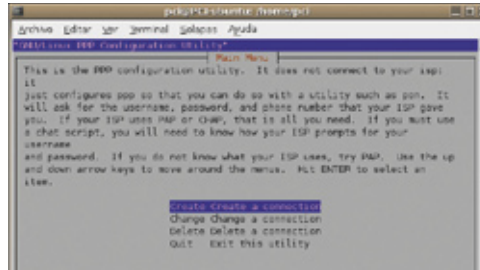 Archivo Editar Ver Terminal Solapas Ayuda
"GNU/Linux PPP Configuration Utility"
Main Menu
This is the PPP configuration utility. It does not connect to your isp:
it
just configures ppp so that you can do so with a utility such as pon. It
will ask for the username, password, and phone number that your ISP gave
you. If your ISP uses PAP or CHAP, that is all you need. If you must use
a chat script, you will need to know how your ISP prompts for your
username
and password. If you do not know what your ISP uses, try PAP. Use the up
and down arrow keys to move around the menus. Hit ENTER to select an
item.
Create Create a connection
Change Change a connection
Delete Delete a connection
Quit Exit this utility